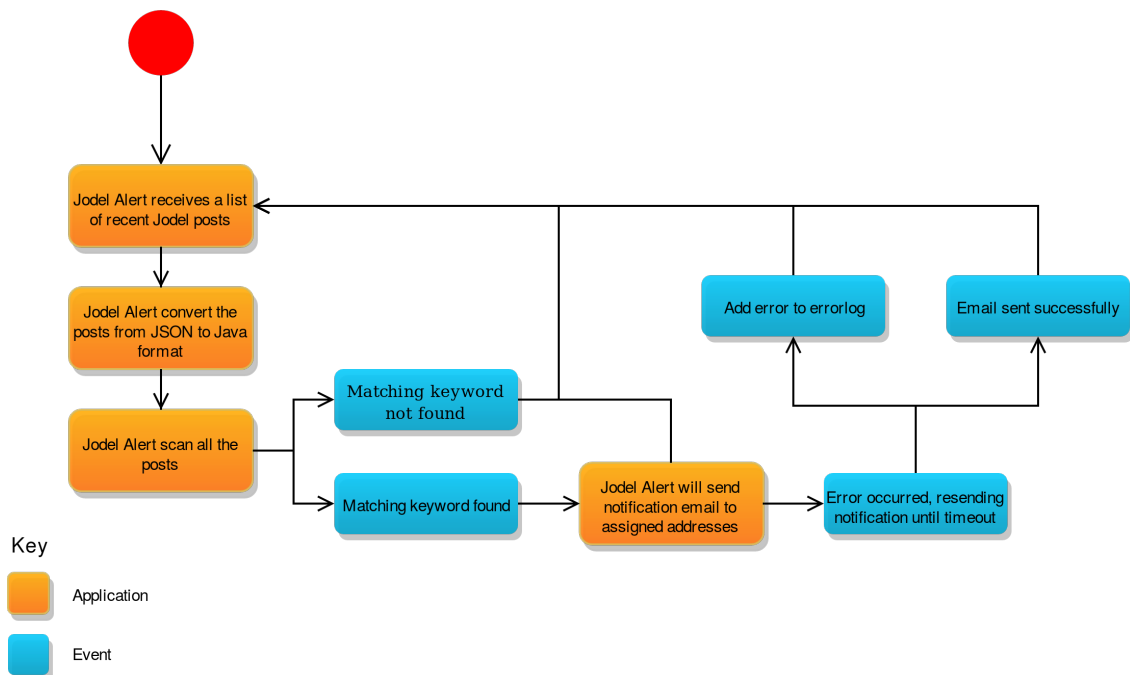 Jodel Alert receives a list
of recent Jodel posts
Jodel Alert convert the
posts from JSON to Java
format
Jodel Alert scan all the
posts
Matching keyword
not found
Matching keyword found
Jodel Alert will send
notification email to
assigned addresses
Error occurred, resending
notification until timeout
Add error to errorlog
Email sent successfully
Key
Application
Event